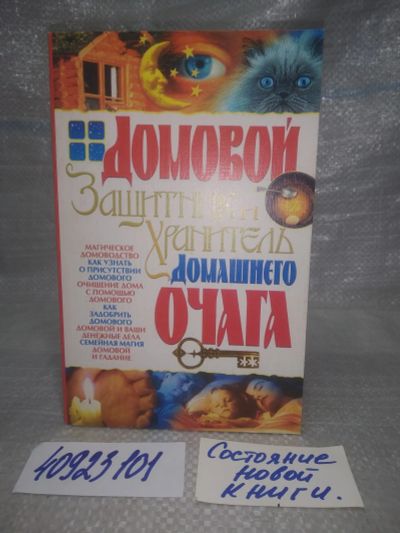 ДОМОВОЙ
Защитник и
Хранитель
Домашнего
ОЧАГА
МАГИЧЕСКОЕ
ДОМОВОДСТВО
КАК УЗНАТЬ
О ПРИСУТСТВИИ
ДОМОВОГО
ОЧИЩЕНИЕ ДОМА
С ПОМОЩЬЮ
ДОМОВОГО
КАК
ЗАДОБРИТЬ
ДОМОВОГО
ДОМОВОЙ И ВАШИ
ДЕНЕЖНЫЕ ДЕЛА
СЕМЕЙНАЯ МАГИЯ
ДОМОВОЙ
И ГАДАНИЕ
40923101
Состояние
новой
книги.